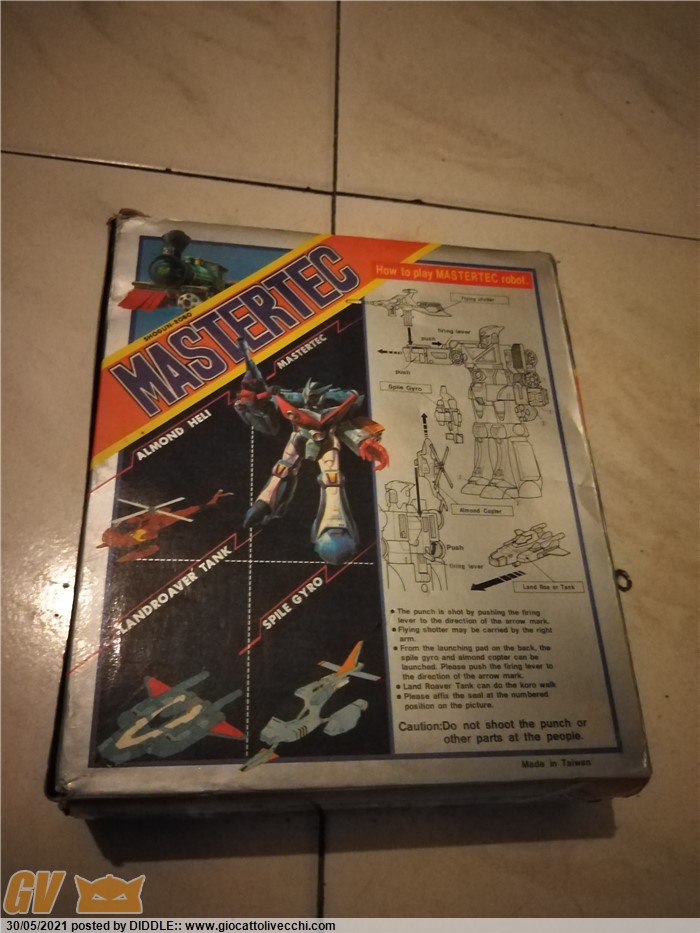 How to play MASTERTEC robot.
SHOGUN-ROBO
MASTERTEC
MASTERTEC
ALMOND HELI
LANDROAVER TANK
SPILE GYRO
Flying shotter
firing lever
push
push
Spile Gyro
Almond Copter
Push
firing lever
Land Roa er Tank
The punch is shot by pushing the firing
lever to the direction of the arrow mark.
Flying shotter may be carried by the right
arm.
From the launching pad on the back, the
spile gyro and almond copter can be
launched. Please push the firing lever to
the direction of the arrow mark.
Land Roaver Tank can do the koro walk
Please affix the seal at the numbered
position on the picture.
Caution:Do not shoot the punch or
other parts at the people.
Made in Taiwan
GV
30/05/2021 posted by DIDDLE:: www.giocattolivecchi.com